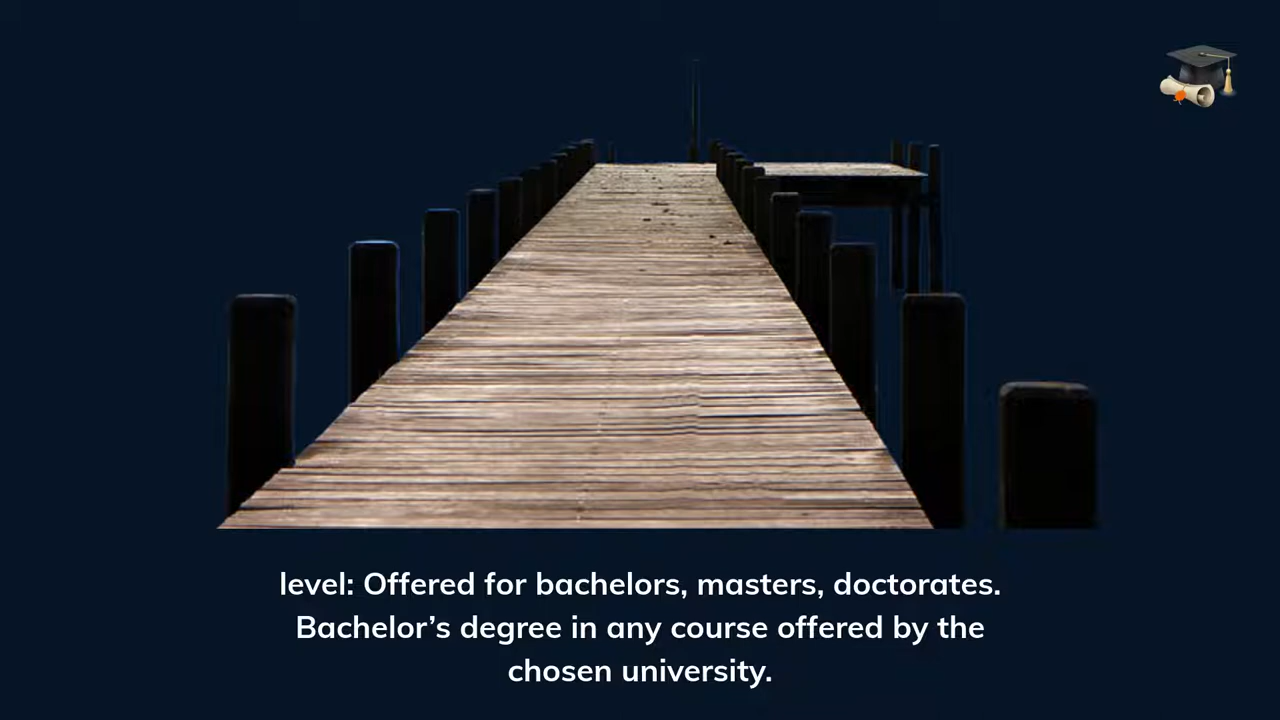 level: Offered for bachelors, masters, doctorates.
Bachelor’s degree in any course offered by the
chosen university.